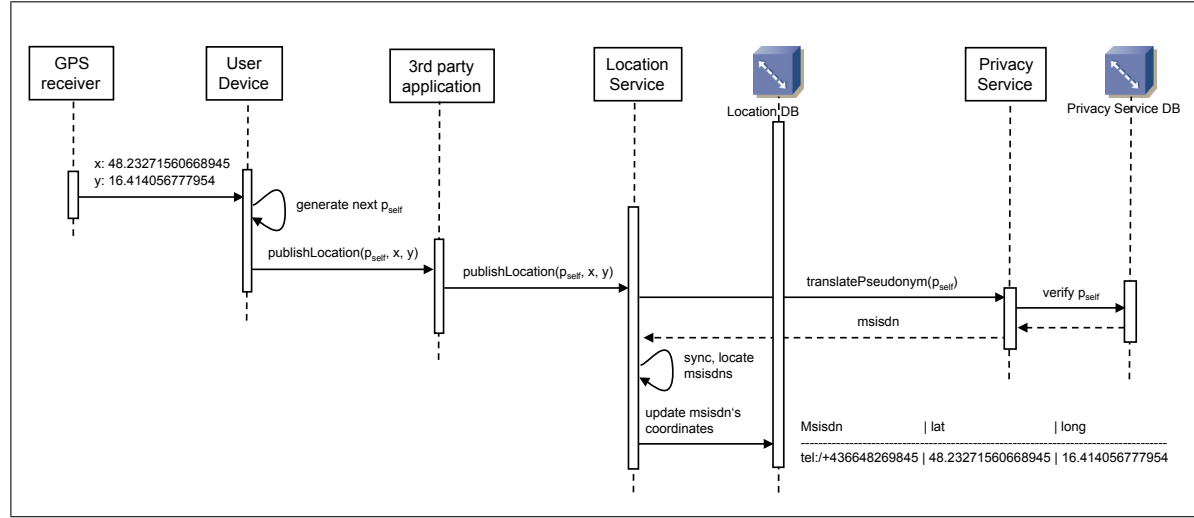 GPS
receiver
User
Device
3rd party
application
Location
Service
Location DB
Privacy
Service
Privacy Service DB
x: 48.23271560668945
y: 16.414056777954
generate next pself
publishLocation(pself, x, y)
publishLocation(pself, x, y)
translatePseudonym(pself)
verify pself
msisdn
sync, locate
msisdns
update msisdn‘s
coordinates
Msisdn | lat | long
---------------------------------------------------------------------------------------------
tel:/+436648269845 | 48.23271560668945 | 16.414056777954